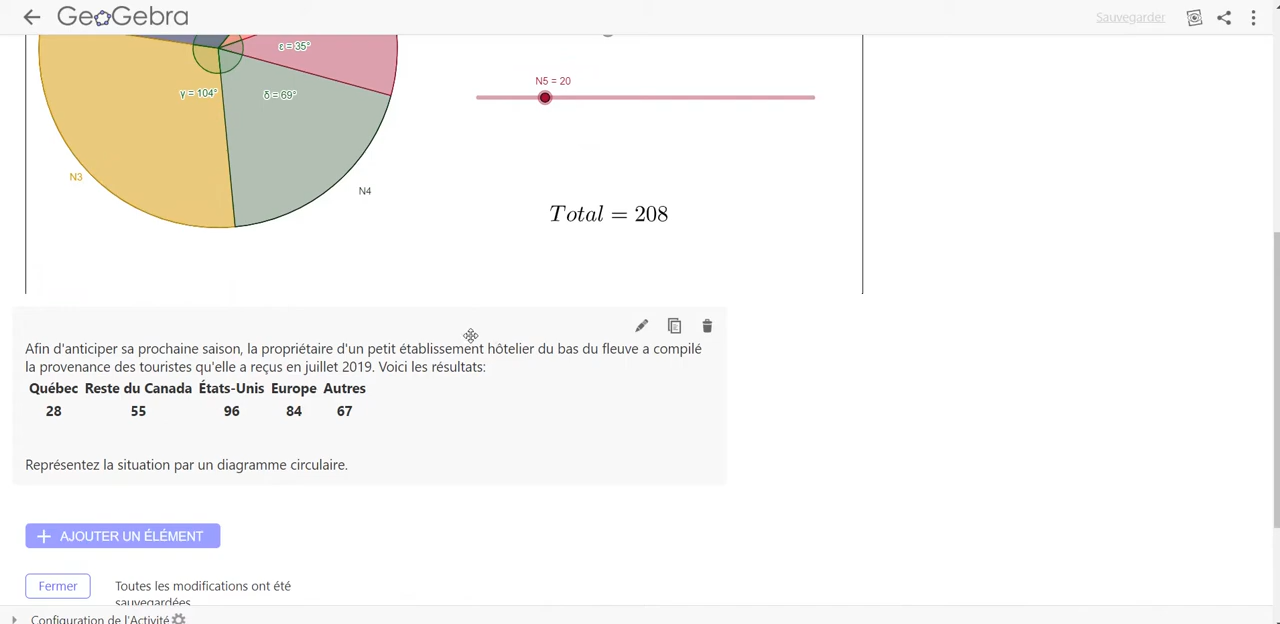 GeoGebra
Sauvegarder
ε = 35°
γ = 104°
δ = 69°
N5 = 20
N3
N4
Total = 208
Afin d'anticiper sa prochaine saison, la propriétaire d'un petit établissement hôtelier du bas du fleuve a compilé
la provenance des touristes qu'elle a reçus en juillet 2019. Voici les résultats:
Québec Reste du Canada États-Unis Europe Autres
28 55 96 84 67
Représentez la situation par un diagramme circulaire.
+ AJOUTER UN ÉLÉMENT
Fermer
Toutes les modifications ont été
sauvegardées
Configuration de l'Activité